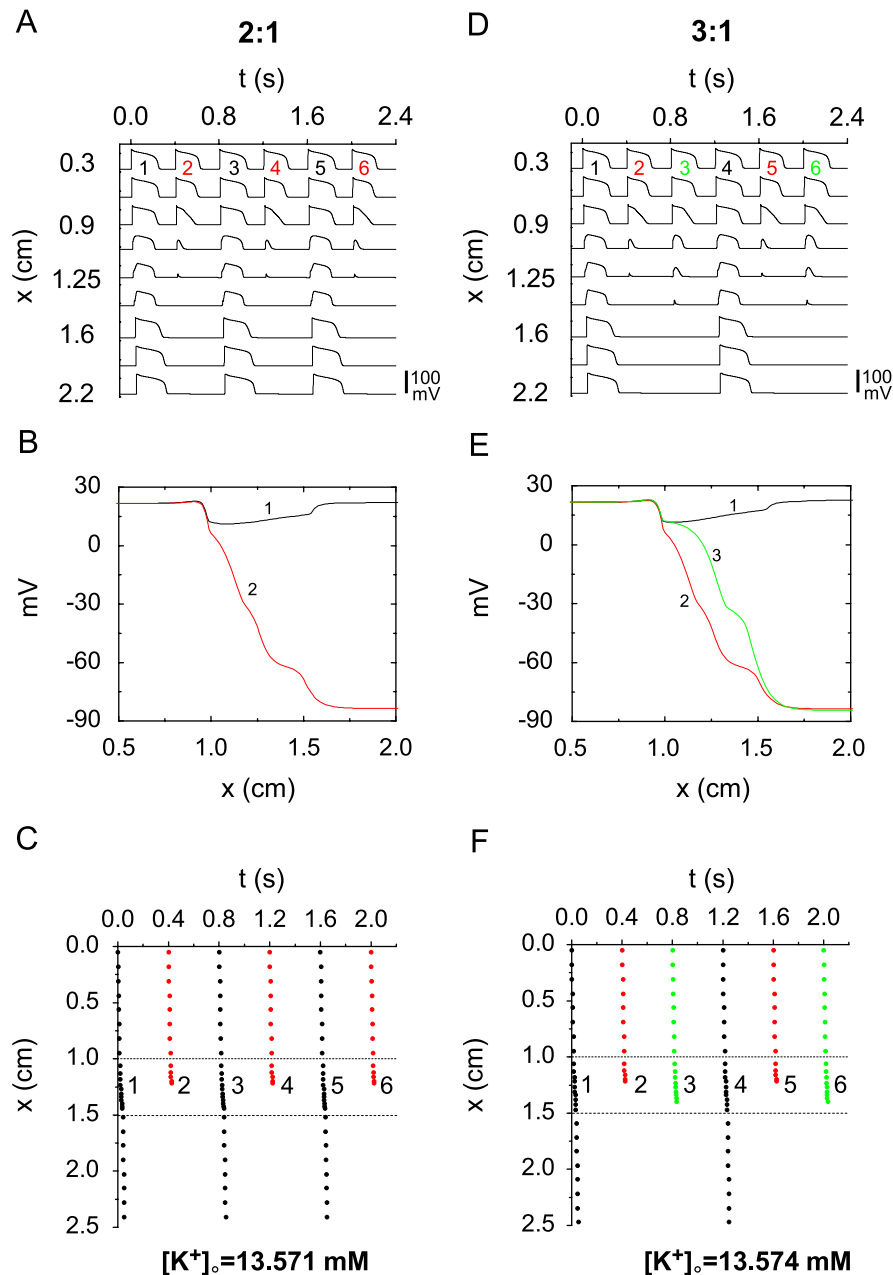 A
2:1
t (s)
0.0 0.8 1.6 2.4
0.3
0.9
1.25
1.6
2.2
x (cm)
1 2 3 4 5 6
100
mV
D
3:1
t (s)
0.0 0.8 1.6 2.4
0.3
0.9
1.25
1.6
2.2
x (cm)
1 2 3 4 5 6
100
mV
B
30
0
-30
-60
-90
mV
1
2
0.5 1.0 1.5 2.0
x (cm)
E
30
0
-30
-60
-90
mV
1
3
2
0.5 1.0 1.5 2.0
x (cm)
C
t (s)
0.0 0.4 0.8 1.2 1.6 2.0
0.0
0.5
1.0
1.5
2.0
2.5
x (cm)
1 2 3 4 5 6
[K⁺]ₒ=13.571 mM
F
t (s)
0.0 0.4 0.8 1.2 1.6 2.0
0.0
0.5
1.0
1.5
2.0
2.5
x (cm)
1 2 3 4 5 6
[K⁺]ₒ=13.574 mM